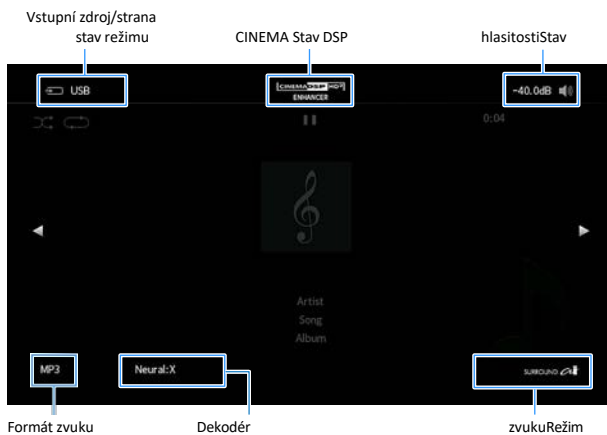 Vstupní zdroj/strana
stav režimu
CINEMA Stav DSP
hlasitostiStav
USB
CINEMA DSP HD³
ENHANCER
-40.0dB
0:04
Artist
Song
Album
MP3
Neural:X
SURROUND :AI
Formát zvuku
Dekodér
zvukuRežim